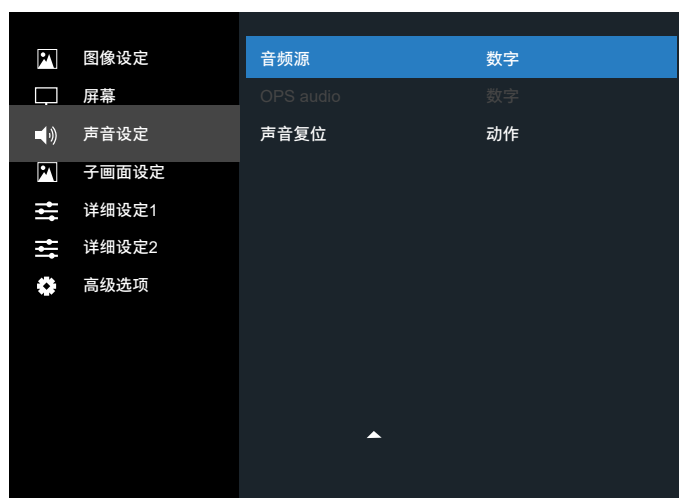 图像设定
屏幕
声音设定
子画面设定
详细设定1
详细设定2
高级选项
音频源 数字
OPS audio 数字
声音复位 动作